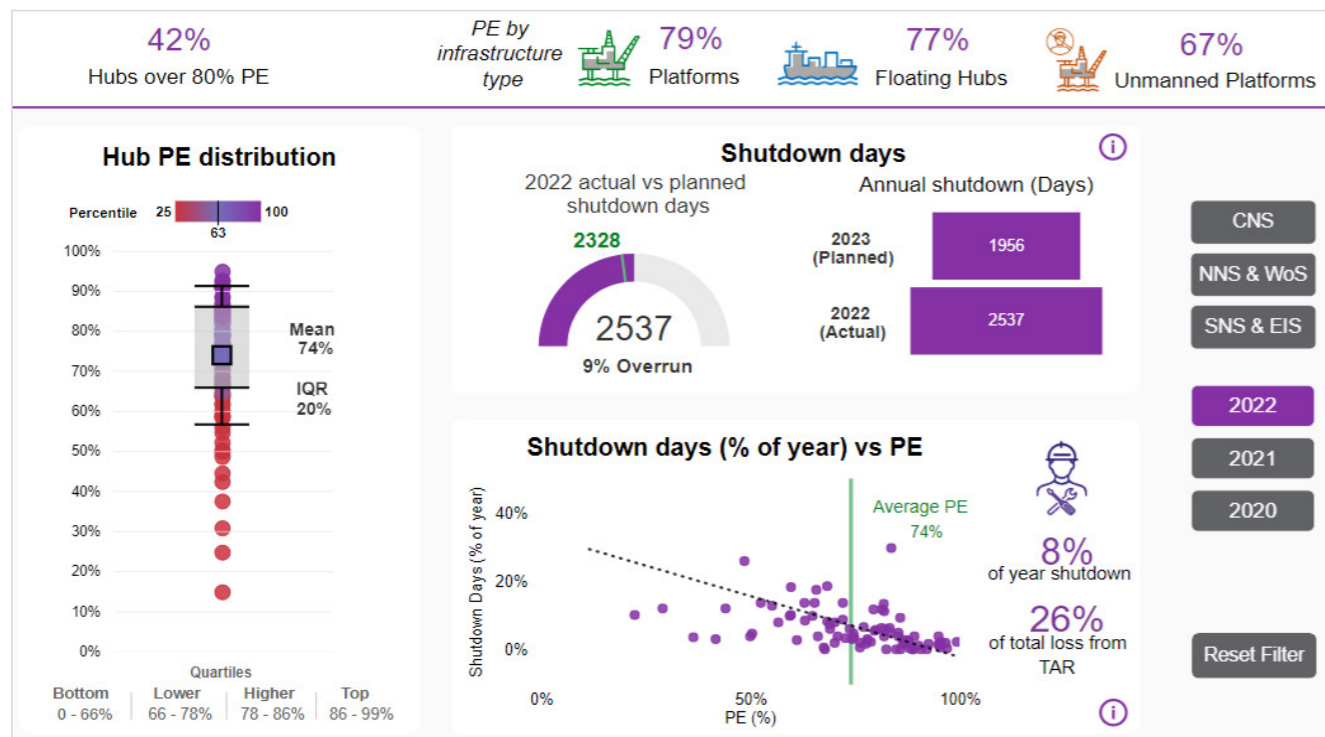 42%
Hubs over 80% PE
PE by
infrastructure
type
79%
Platforms
77%
Floating Hubs
67%
Unmanned Platforms
Hub PE distribution
Percentile 25 100
63
100%
90%
80%
70%
60%
50%
40%
30%
20%
10%
0%
Mean
74%
IQR
20%
Quartiles
Bottom Lower Higher Top
0 - 66% 66 - 78% 78 - 86% 86 - 99%
Shutdown days
i
2022 actual vs planned
shutdown days
2328
2537
9% Overrun
Annual shutdown (Days)
2023
(Planned)
1956
2022
(Actual)
2537
Shutdown days (% of year) vs PE
Shutdown Days (% of year)
40%
20%
0%
Average PE
74%
0% 50% 100%
PE (%)
8%
of year shutdown
26%
of total loss from
TAR
i
CNS
NNS & WoS
SNS & EIS
2022
2021
2020
Reset Filter